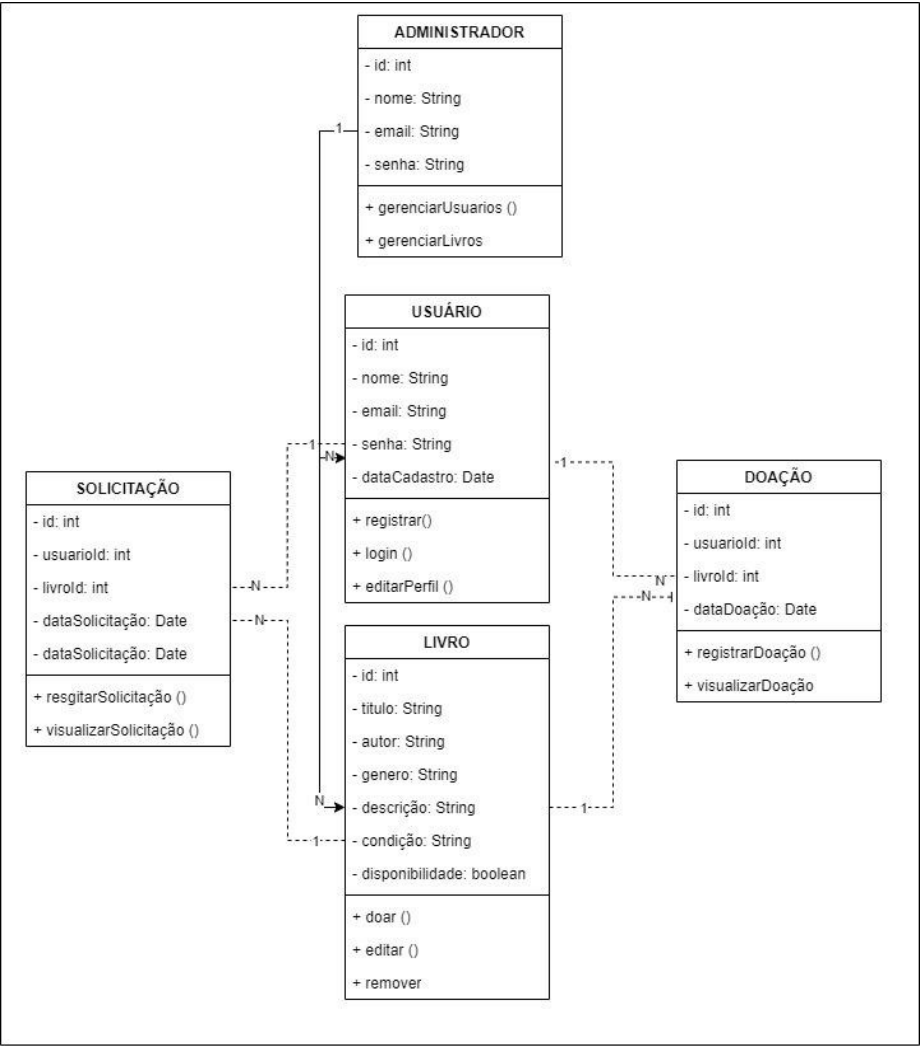 ADMINISTRADOR
- id: int
- nome: String
1
- email: String
- senha: String
+ gerenciarUsuarios ()
+ gerenciarLivros
USUÁRIO
- id: int
- nome: String
- email: String
1
- senha: String
N
- dataCadastro: Date
+ registrar()
+ login ()
+ editarPerfil ()
1
SOLICITAÇÃO
- id: int
- usuarioId: int
- livroId: int
N
- dataSolicitação: Date
N
- dataSolicitação: Date
+ resgitarSolicitação ()
+ visualizarSolicitação ()
DOAÇÃO
- id: int
- usuarioId: int
- livroId: int
N
N
- dataDoação: Date
+ registrarDoação ()
+ visualizarDoação
LIVRO
- id: int
- titulo: String
- autor: String
- genero: String
N
- descrição: String
1
1
- condição: String
- disponibilidade: boolean
+ doar ()
+ editar ()
+ remover